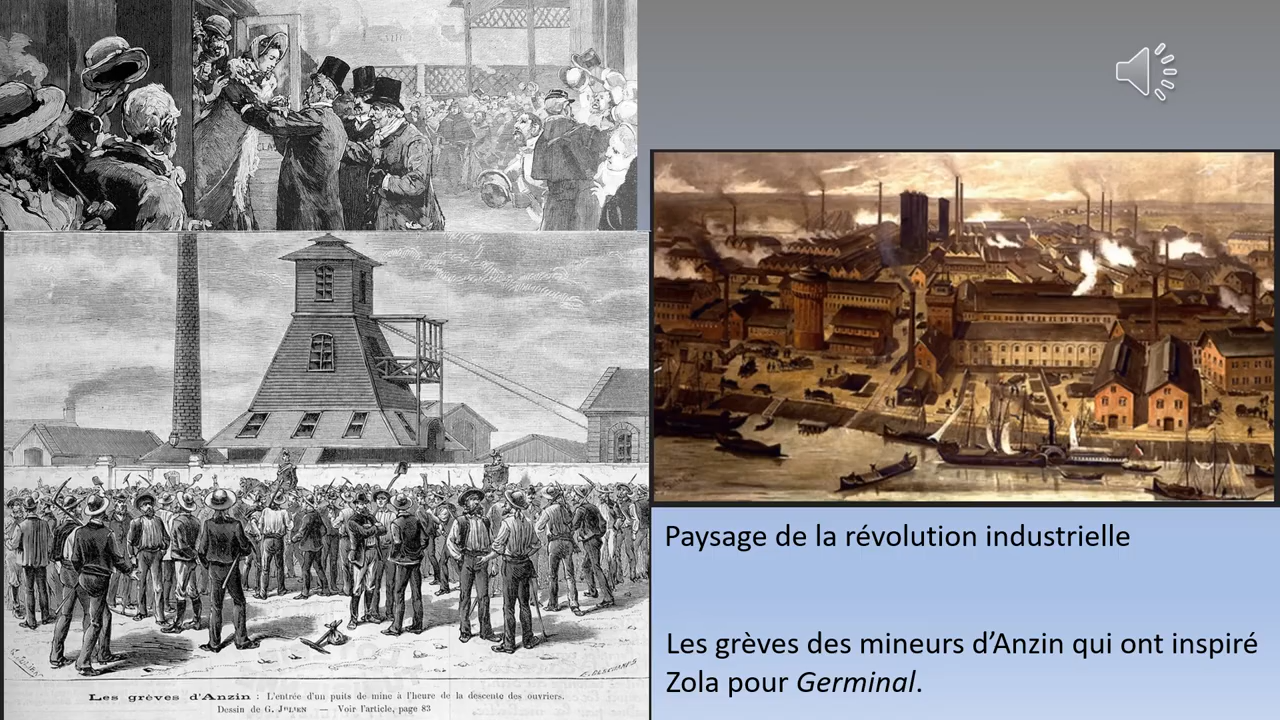 CLA
Les grèves d'Anzin : L'entrée d'un puits de mine à l'heure de la descente des ouvriers.
Dessin de G. Julien — Voir l'article, page 83
Paysage de la révolution industrielle
Les grèves des mineurs d’Anzin qui ont inspiré
Zola pour Germinal.